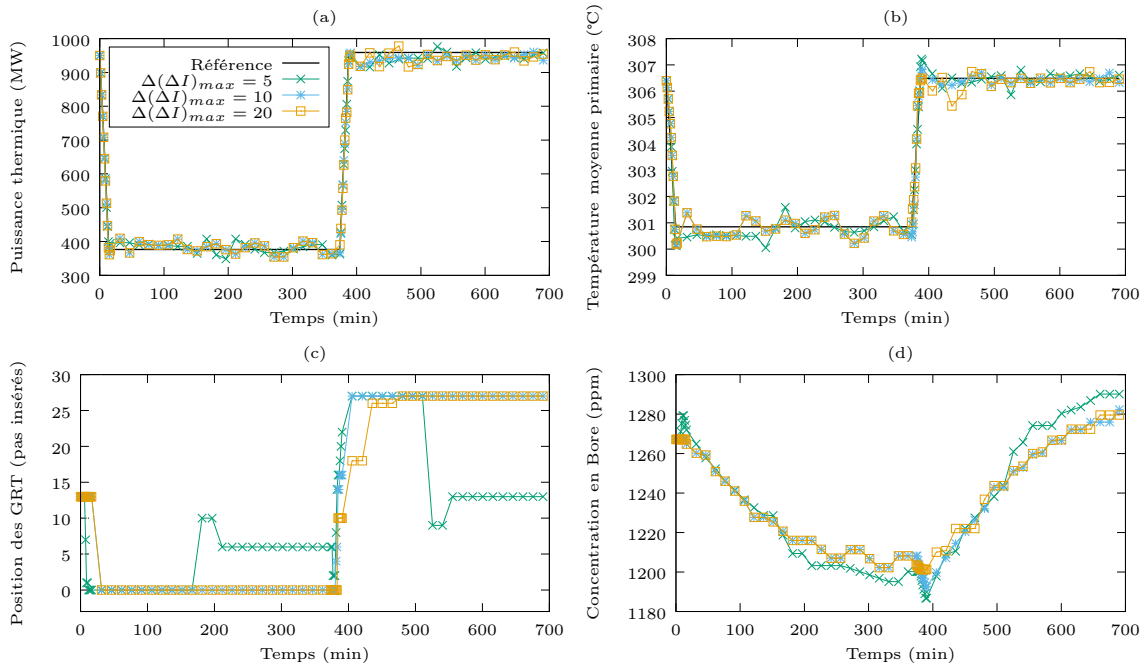 (a)
Puissance thermique (MW)
1000
900
800
700
600
500
400
300
0 100 200 300 400 500 600 700
Temps (min)
Référence
Δ(ΔI)max = 5
Δ(ΔI)max = 10
Δ(ΔI)max = 20
(b)
Température moyenne primaire (°C)
308
307
306
305
304
303
302
301
300
299
0 100 200 300 400 500 600 700
Temps (min)
(c)
Position des GRT (pas insérés)
30
25
20
15
10
5
0
0 100 200 300 400 500 600 700
Temps (min)
(d)
Concentration en Bore (ppm)
1300
1280
1260
1240
1220
1200
1180
0 100 200 300 400 500 600 700
Temps (min)